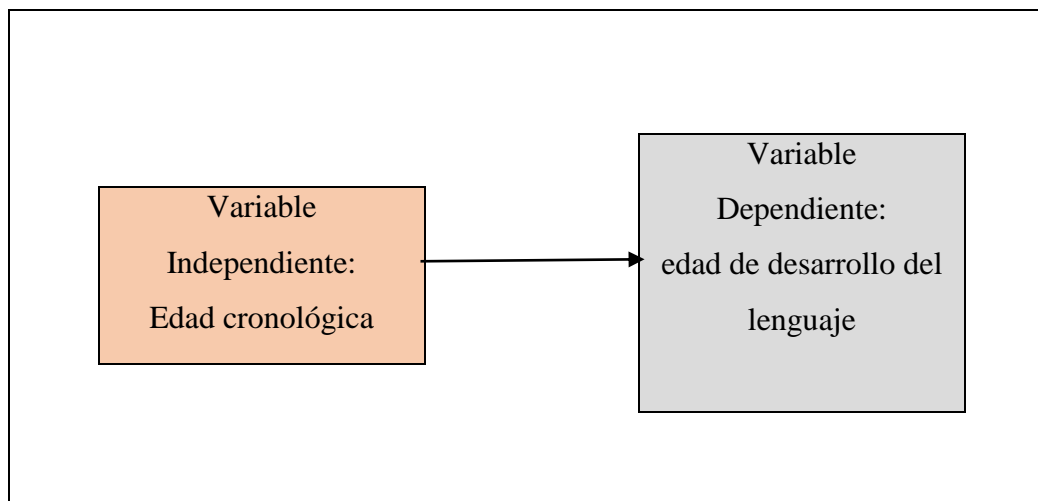 Variable
Independiente:
Edad cronológica
Variable
Dependiente:
edad de desarrollo del
lenguaje